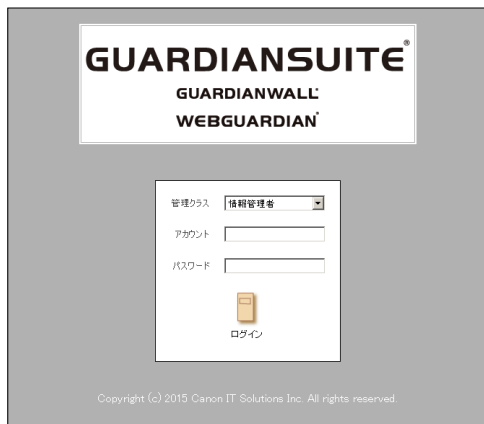 GUARDIANSUITE®
GUARDIANWALL®
WEBGUARDIAN®
管理クラス 情報管理者
アカウント
パスワード
ログイン
Copyright (c) 2015 Canon IT Solutions Inc. All rights reserved.